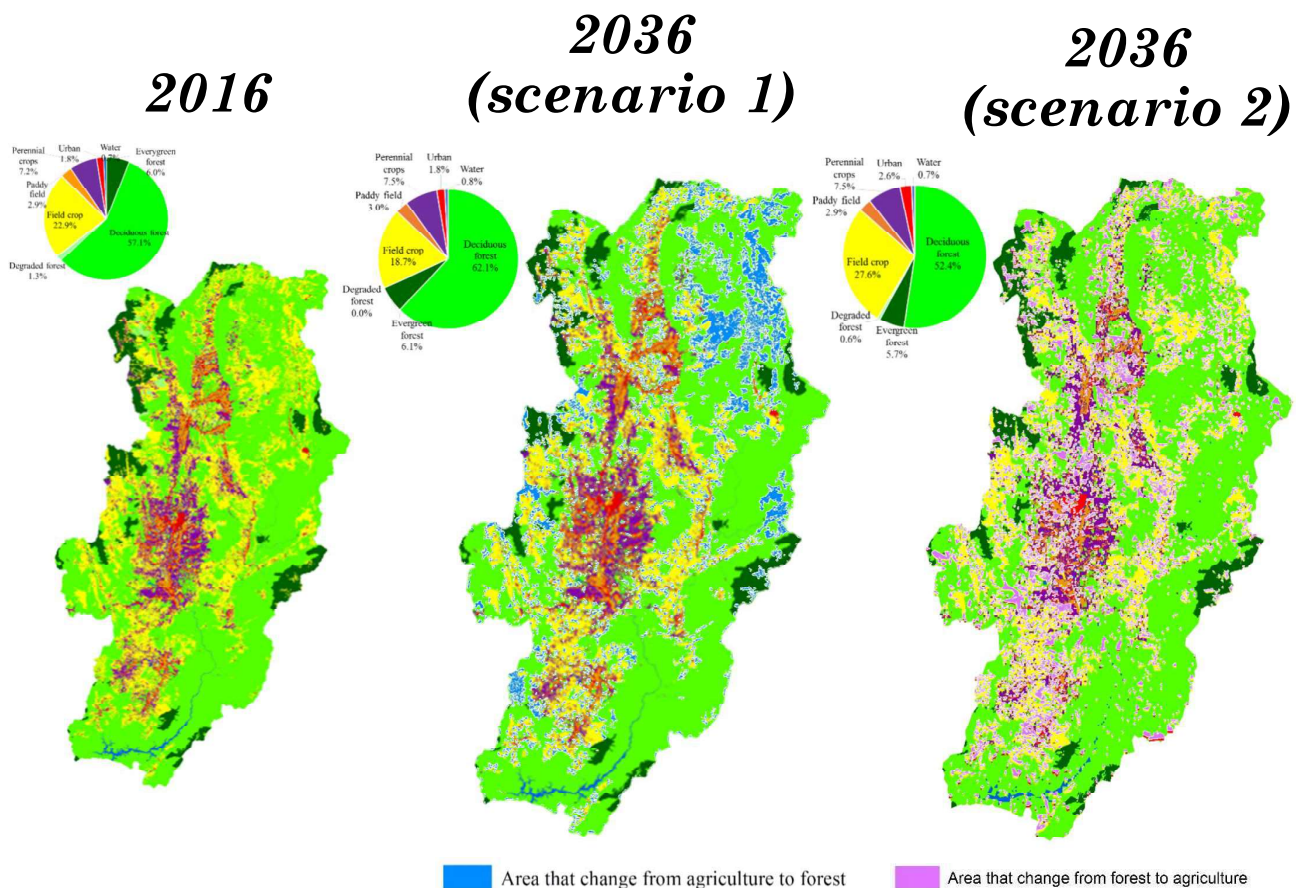 2016
2036
(scenario 1)
2036
(scenario 2)
Perennial
crops
7.2%
Urban
1.8%
Water
0.7%
Everygreen
forest
6.0%
Paddy
field
2.9%
Field crop
22.9%
Deciduous forest
57.1%
Degraded forest
1.3%
Perennial
crops
7.5%
Urban
1.8%
Water
0.8%
Paddy field
3.0%
Field crop
18.7%
Deciduous
forest
62.1%
Degraded
forest
0.0%
Evergreen
forest
6.1%
Perennial
crops
7.5%
Urban
2.6%
Water
0.7%
Paddy field
2.9%
Field crop
27.6%
Deciduous
forest
52.4%
Degraded
forest
0.6%
Evergreen
forest
5.7%
Area that change from agriculture to forest
Area that change from forest to agriculture